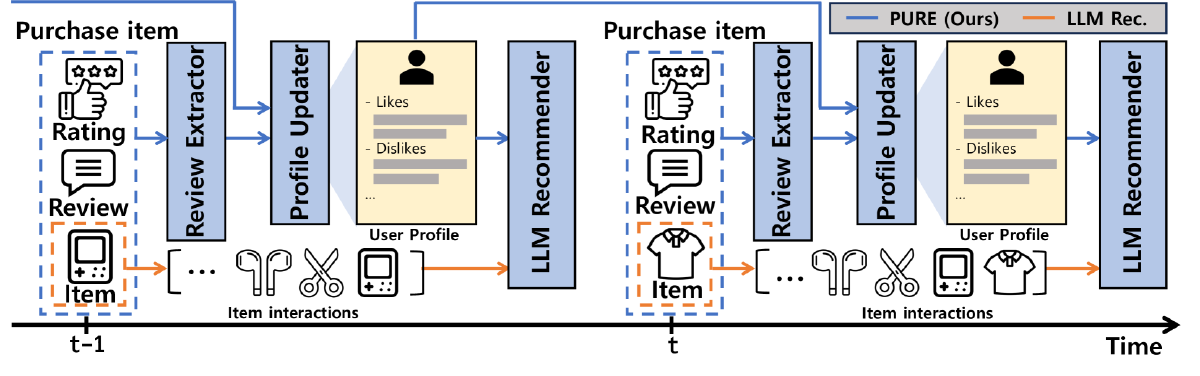 PURE (Ours)
LLM Rec.
Purchase item
Rating
Review
Item
Review Extractor
Profile Updater
- Likes
- Dislikes
...
User Profile
LLM Recommender
...
Item interactions
t-1
Purchase item
Rating
Review
Item
Review Extractor
Profile Updater
- Likes
- Dislikes
...
User Profile
LLM Recommender
...
Item interactions
t
Time